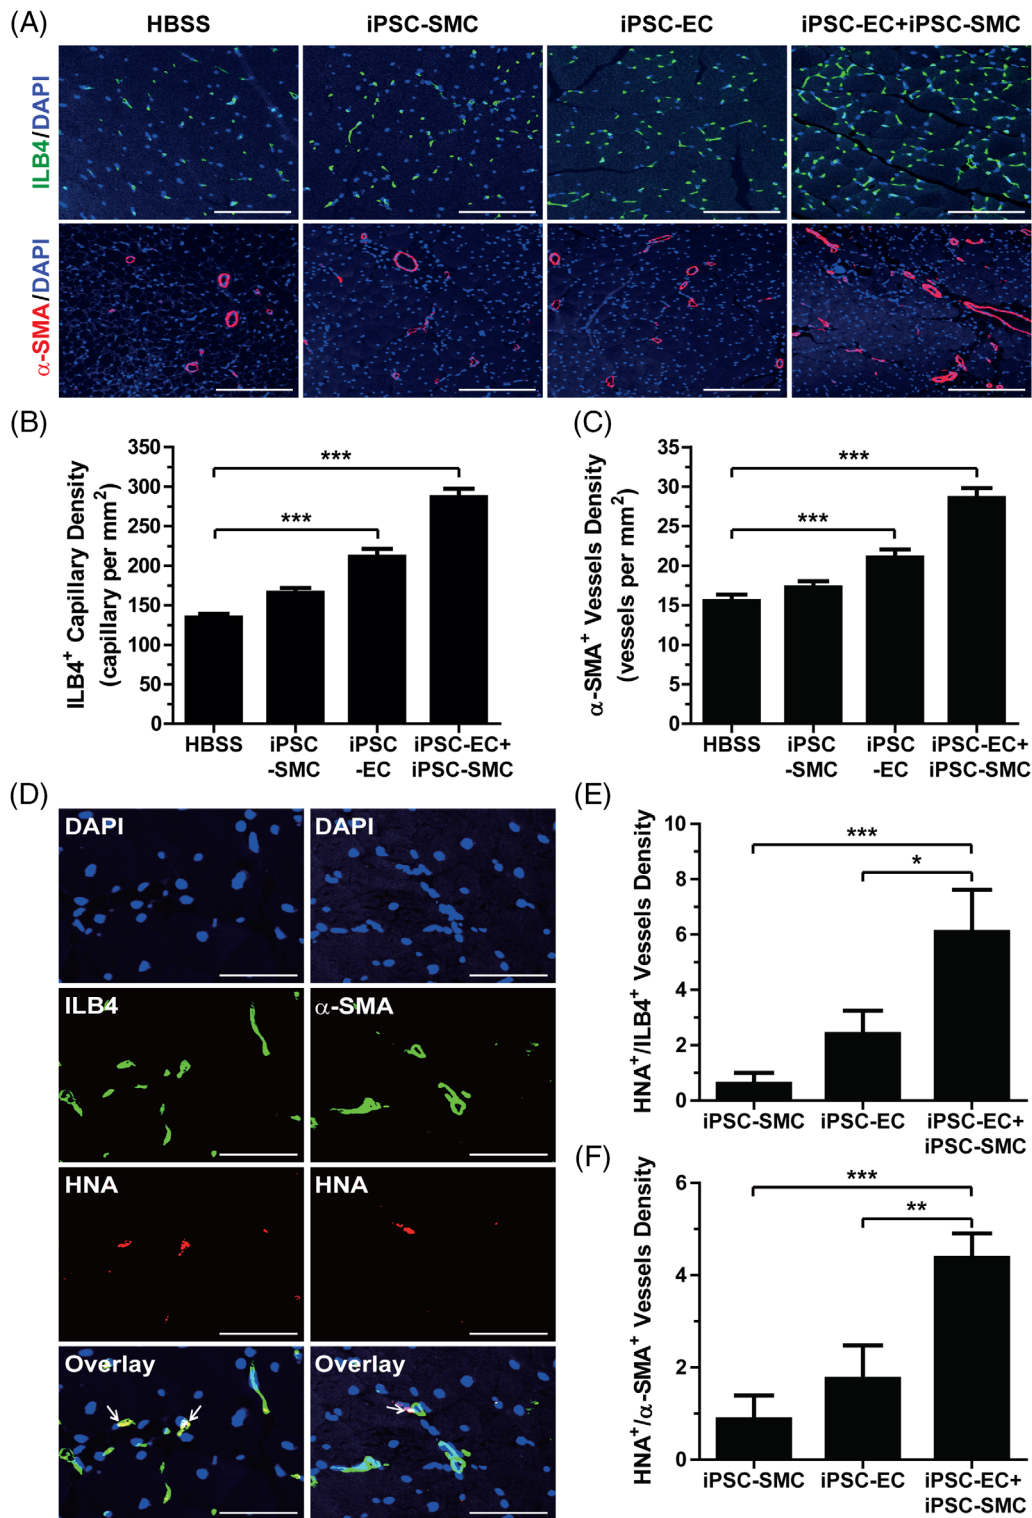 (A)
HBSS
iPSC-SMC
iPSC-EC
iPSC-EC+iPSC-SMC
ILB4/DAPI
α-SMA/DAPI
(B)
ILB4⁺ Capillary Density
(capillary per mm²)
350
300
250
200
150
100
50
0
***
***
HBSS
iPSC
-SMC
iPSC
-EC
iPSC-EC+
iPSC-SMC
(C)
α-SMA⁺ Vessels Density
(vessels per mm²)
35
30
25
20
15
10
5
0
***
***
HBSS
iPSC
-SMC
iPSC
-EC
iPSC-EC+
iPSC-SMC
(D)
DAPI
DAPI
ILB4
α-SMA
HNA
HNA
Overlay
Overlay
(E)
HNA⁺/ILB4⁺ Vessels Density
10
8
6
4
2
0
***
*
iPSC-SMC
iPSC-EC
iPSC-EC+
iPSC-SMC
(F)
HNA⁺/α-SMA⁺ Vessels Density
6
4
2
0
***
**
iPSC-SMC
iPSC-EC
iPSC-EC+
iPSC-SMC